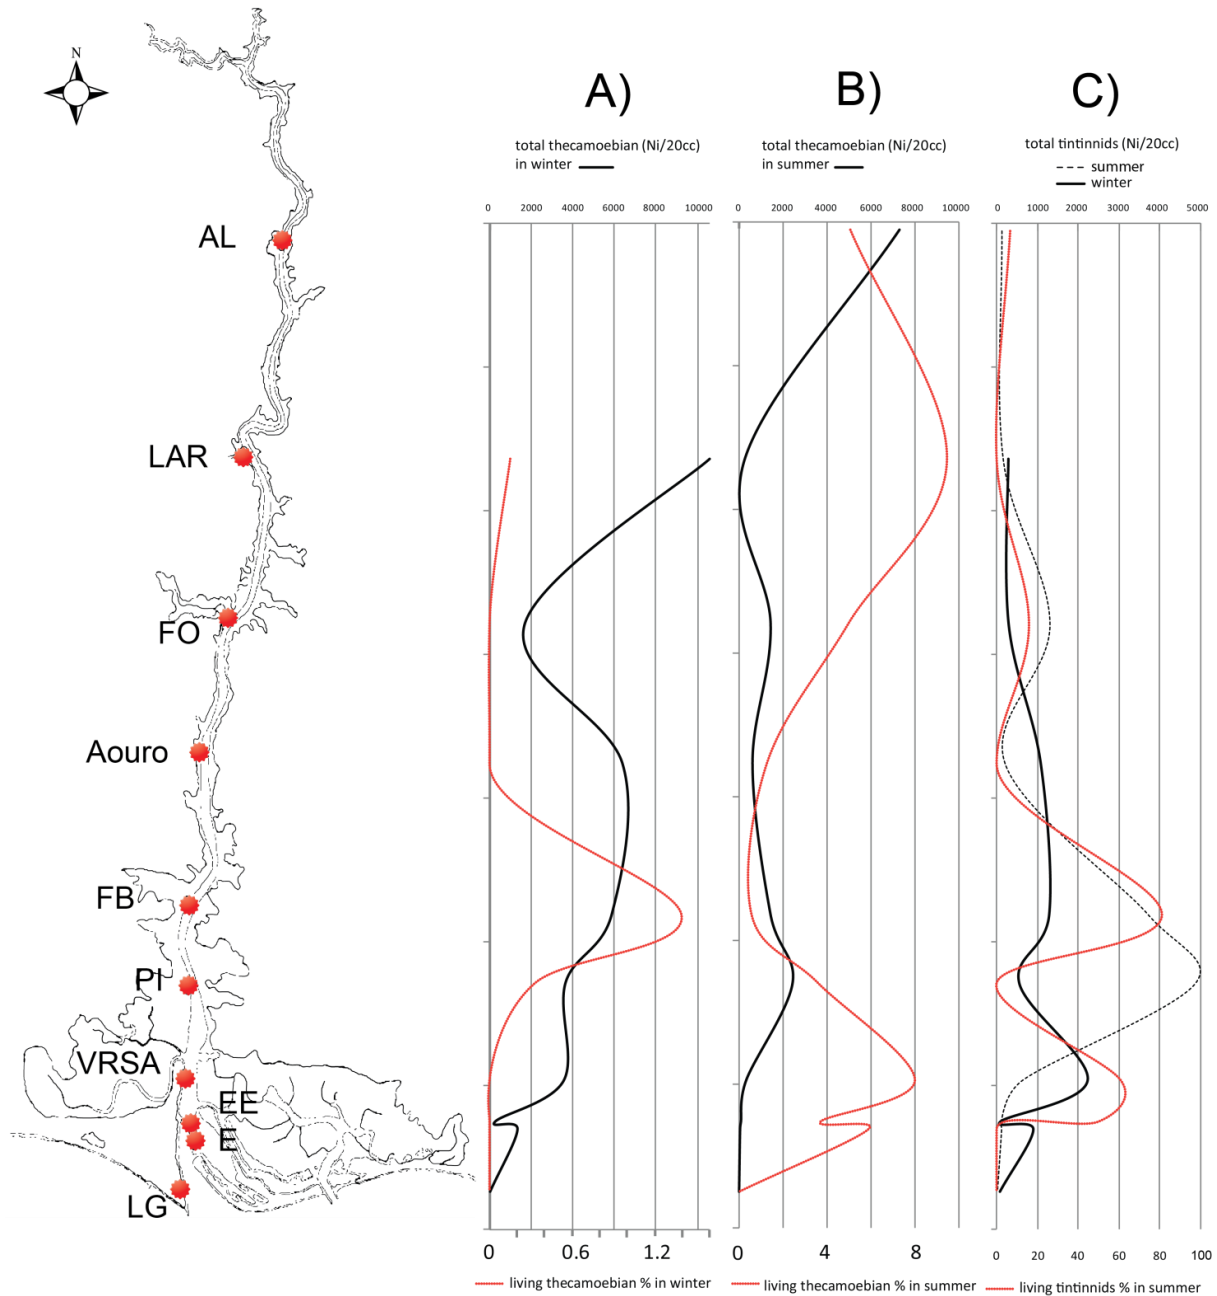 N
A)
B)
C)
total thecamoebian (Ni/20cc)
in winter
total thecamoebian (Ni/20cc)
in summer
total tintinnids (Ni/20cc)
summer
winter
0 2000 4000 6000 8000 10000
0 2000 4000 6000 8000 10000
0 1000 2000 3000 4000 5000
AL
LAR
FO
Aouro
FB
PI
VRSA
EE
E
LG
0 0.6 1.2
0 4 8
0 20 40 60 80 100
living thecamoebian % in winter
living thecamoebian % in summer
living tintinnids % in summer